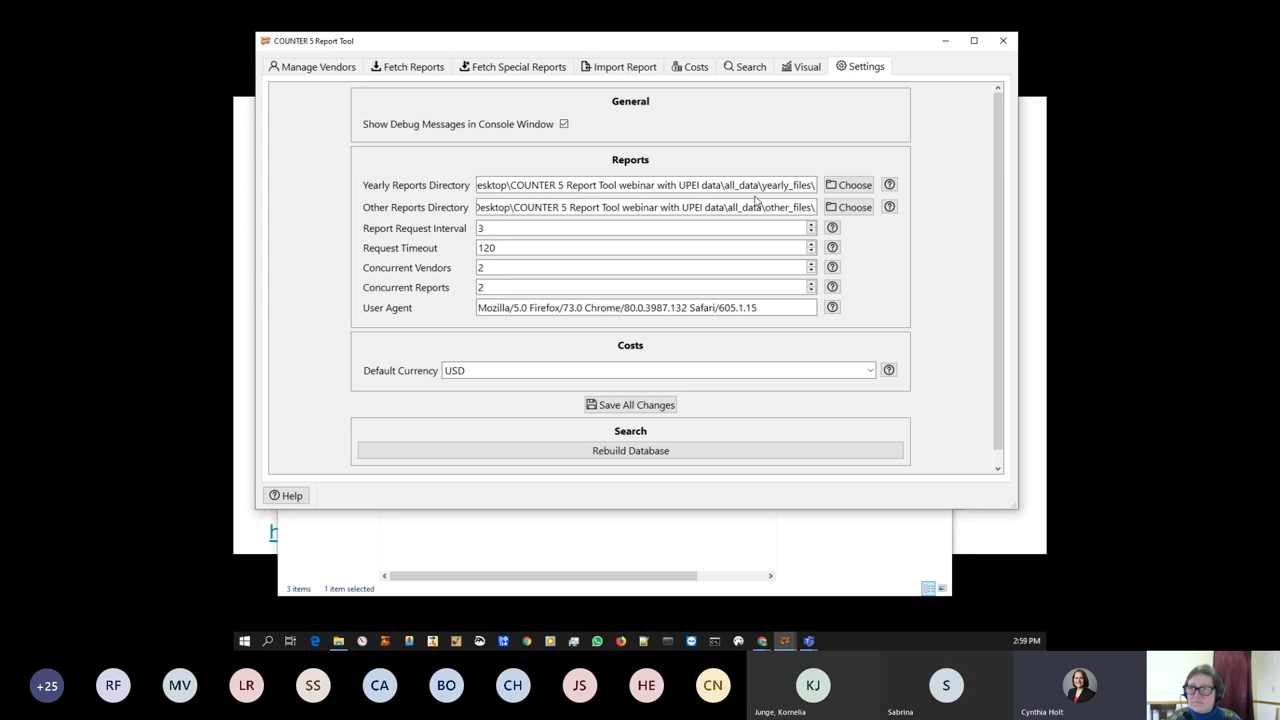 COUNTER 5 Report Tool
Manage Vendors Fetch Reports Fetch Special Reports Import Report Costs Search Visual Settings
General
Show Debug Messages in Console Window
Reports
Yearly Reports Directory esktop\COUNTER 5 Report Tool webinar with UPEI data\all_data\yearly_files\ Choose
Other Reports Directory Desktop\COUNTER 5 Report Tool webinar with UPEI data\all_data\other_files\ Choose
Report Request Interval 3
Request Timeout 120
Concurrent Vendors 2
Concurrent Reports 2
User Agent Mozilla/5.0 Firefox/73.0 Chrome/80.0.3987.132 Safari/605.1.15
Costs
Default Currency USD
Save All Changes
Search
Rebuild Database
Help
h
3 items 1 item selected
2:59 PM
+25 RF MV LR SS CA BO CH JS HE CN KJ S
Junge, Kornelia Sabrina Cynthia Holt